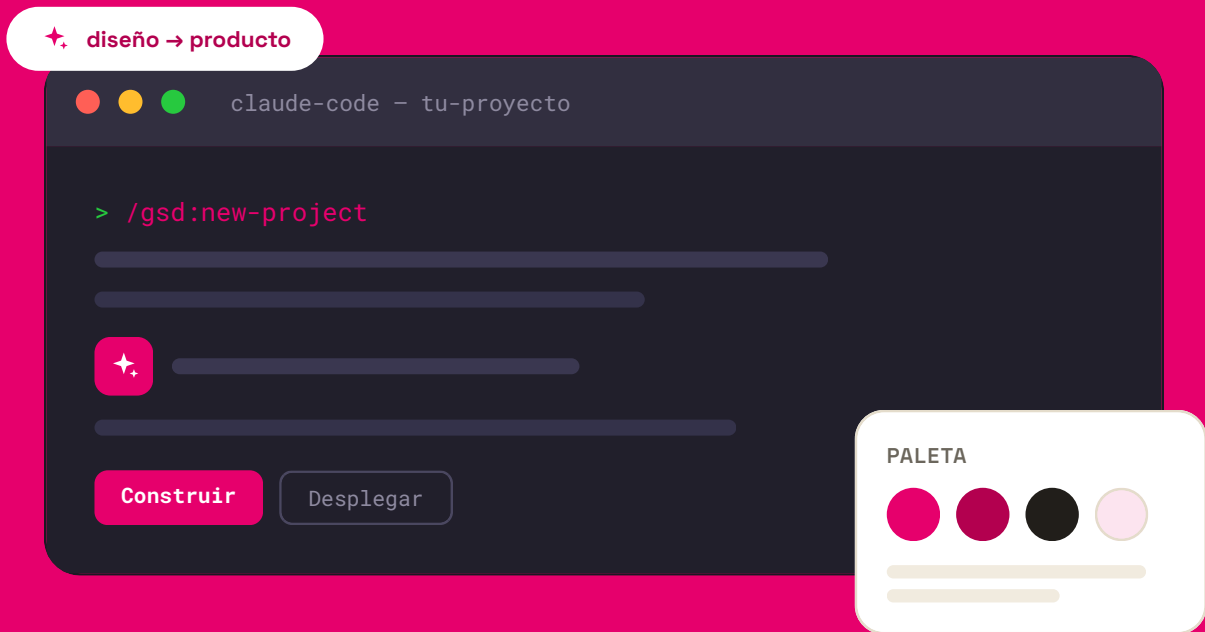 diseño → producto
claude-code — tu-proyecto
> /gsd:new-project
Construir
Desplegar
PALETA